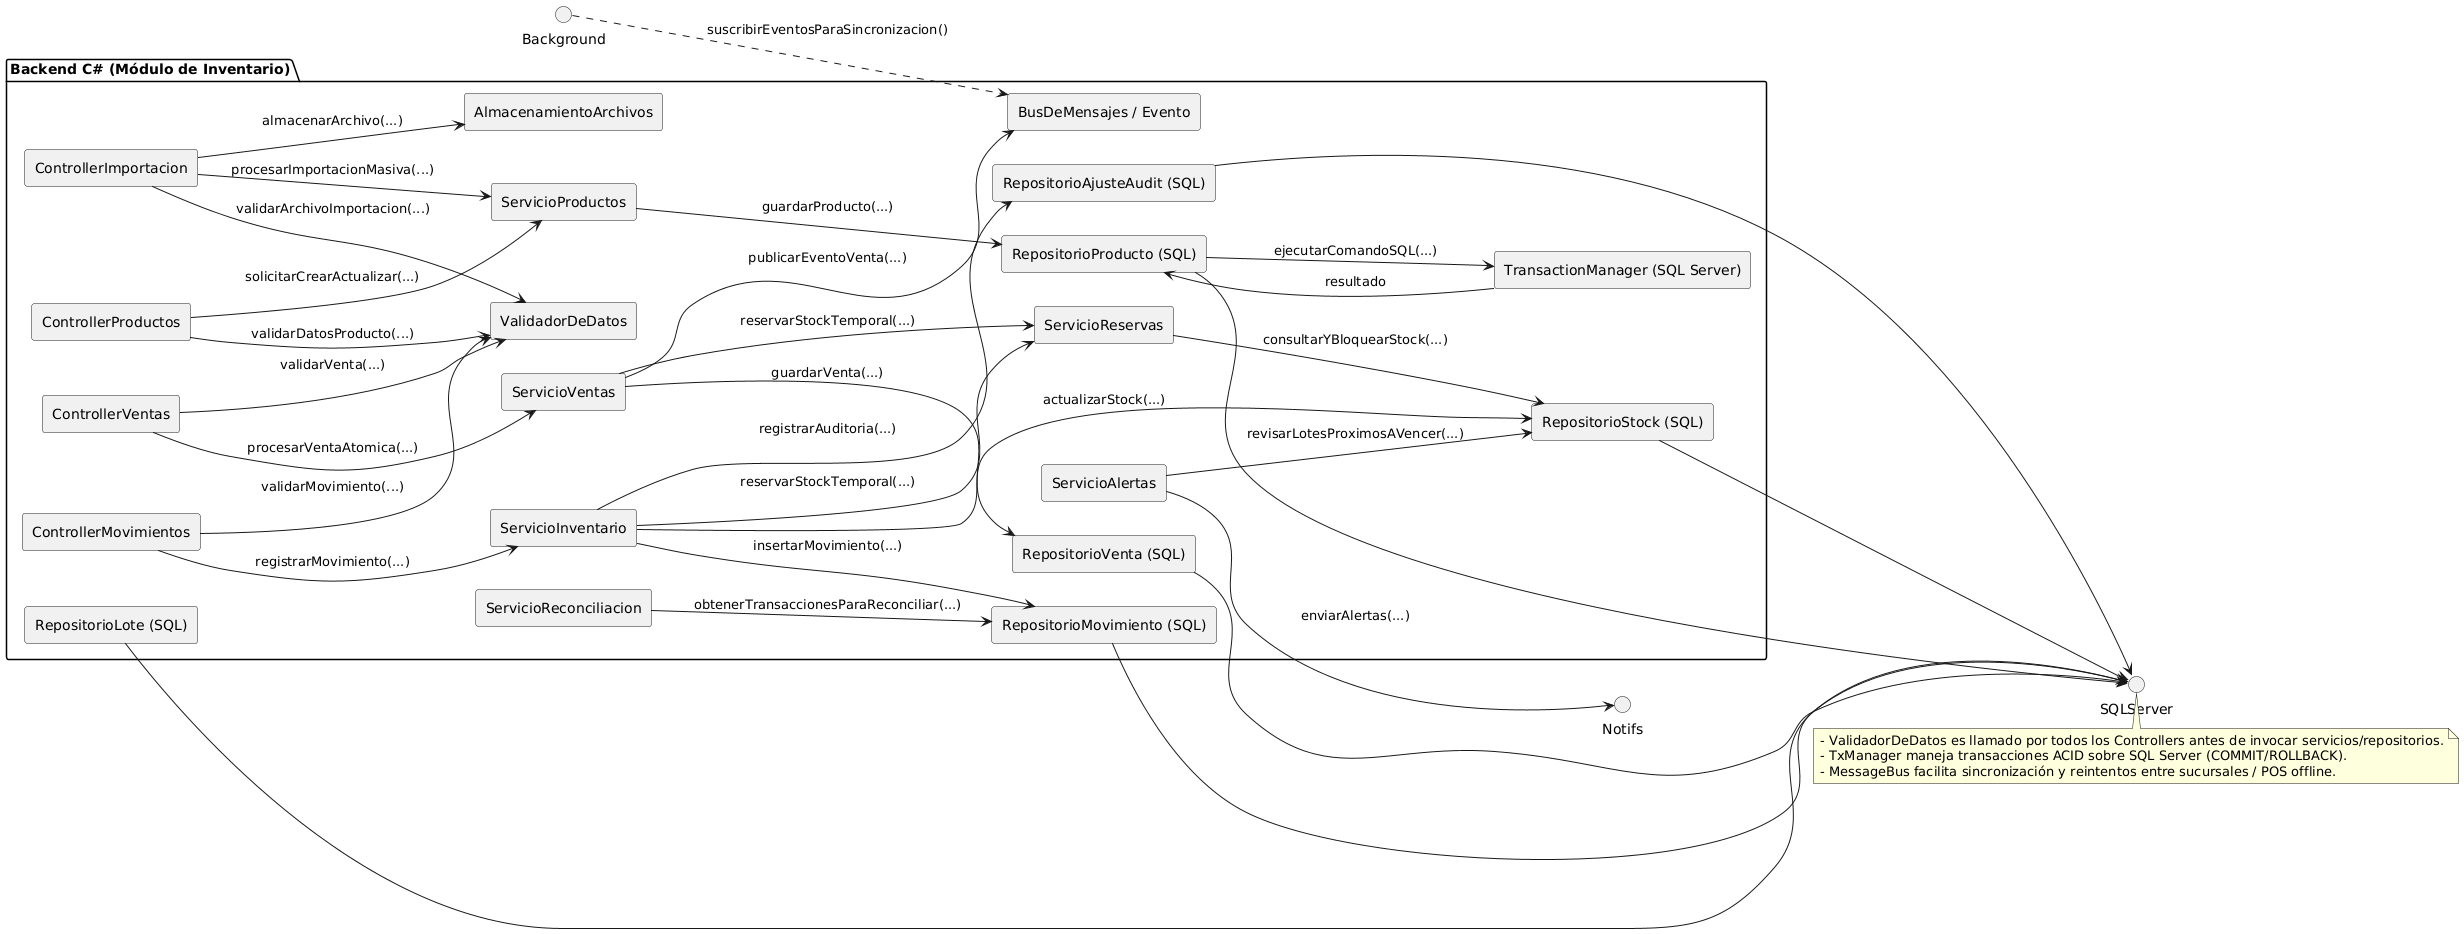 Background
suscribirEventosParaSincronizacion()
Backend C# (Módulo de Inventario)
AlmacenamientoArchivos
BusDeMensajes / Evento
almacenarArchivo(...)
ControllerImportacion
procesarImportacionMasiva(...)
RepositorioAjusteAudit (SQL)
validarArchivoImportacion(...)
ServicioProductos
guardarProducto(...)
RepositorioProducto (SQL)
ejecutarComandoSQL(...)
TransactionManager (SQL Server)
resultado
publicarEventoVenta(...)
solicitarCrearActualizar(...)
ControllerProductos
validarDatosProducto(...)
ValidadorDeDatos
reservarStockTemporal(...)
ServicioReservas
consultarYBloquearStock(...)
validarVenta(...)
guardarVenta(...)
ServicioVentas
ControllerVentas
procesarVentaAtomica(...)
actualizarStock(...)
RepositorioStock (SQL)
registrarAuditoria(...)
revisarLotesProximosAVencer(...)
validarMovimiento(...)
reservarStockTemporal(...)
ServicioAlertas
ControllerMovimientos
ServicioInventario
registrarMovimiento(...)
insertarMovimiento(...)
RepositorioVenta (SQL)
RepositorioLote (SQL)
ServicioReconciliacion
obtenerTransaccionesParaReconciliar(...)
RepositorioMovimiento (SQL)
enviarAlertas(...)
Notifs
SQLServer
- ValidadorDeDatos es llamado por todos los Controllers antes de invocar servicios/repositorios.
- TxManager maneja transacciones ACID sobre SQL Server (COMMIT/ROLLBACK).
- MessageBus facilita sincronización y reintentos entre sucursales / POS offline.